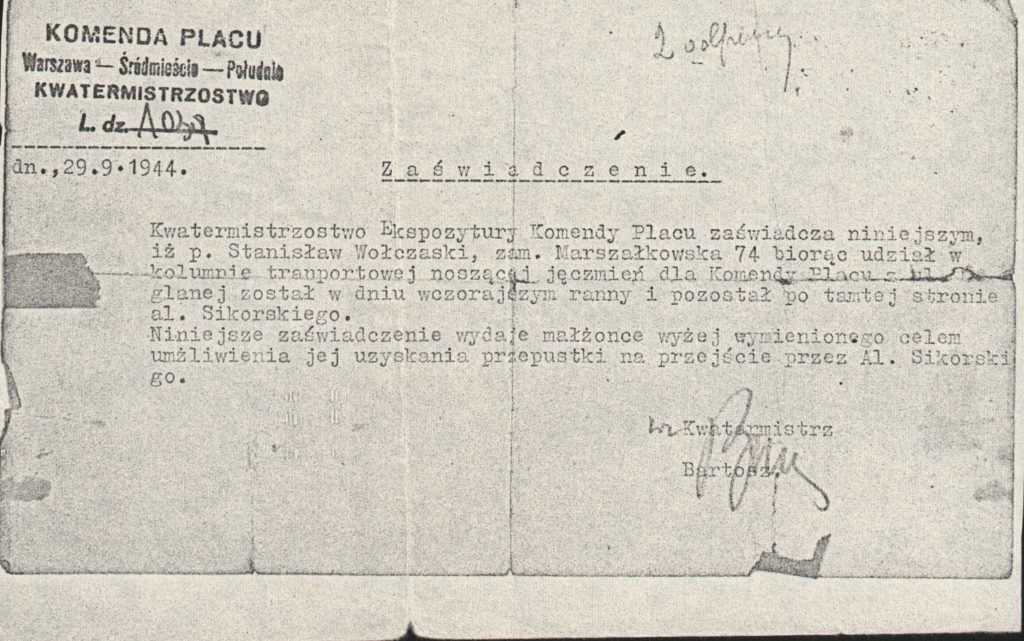 KOMENDA PLACU
Warszawa — Śródmieście — Południe
KWATERMISTRZOSTWO
L. dz.
dn.,29.9.1944.
Zaświadczenie.
Kwatermistrzostwo Ekspozytury Komendy Placu zaświadcza niniejszym,
iż p. Stanisław Wołczaski, zam. Marszałkowska 74 biorąc udział w
kolumnie tranportowej noszącej jęczmień dla Komendy Placu z ul.
glanej został w dniu wczorajszym ranny i pozostał po tamtej stronie
al. Sikorskiego.
Niniejsze zaświadczenie wydaje małżonce wyżej wymienionego celem
umżliwienia jej uzyskania przepustki na przejście przez Al. Sikorski
go.
Kwatermistrz
Bartosz.